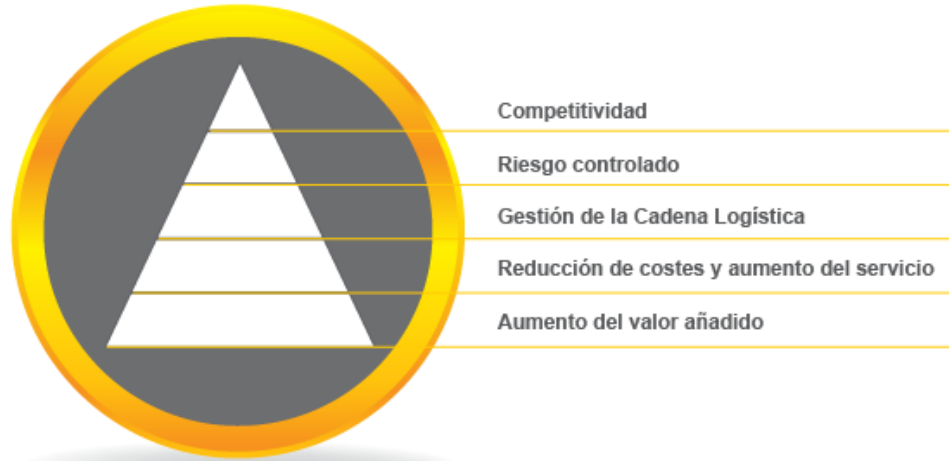 Competitividad
Riesgo controlado
Gestión de la Cadena Logística
Reducción de costes y aumento del servicio
Aumento del valor añadido